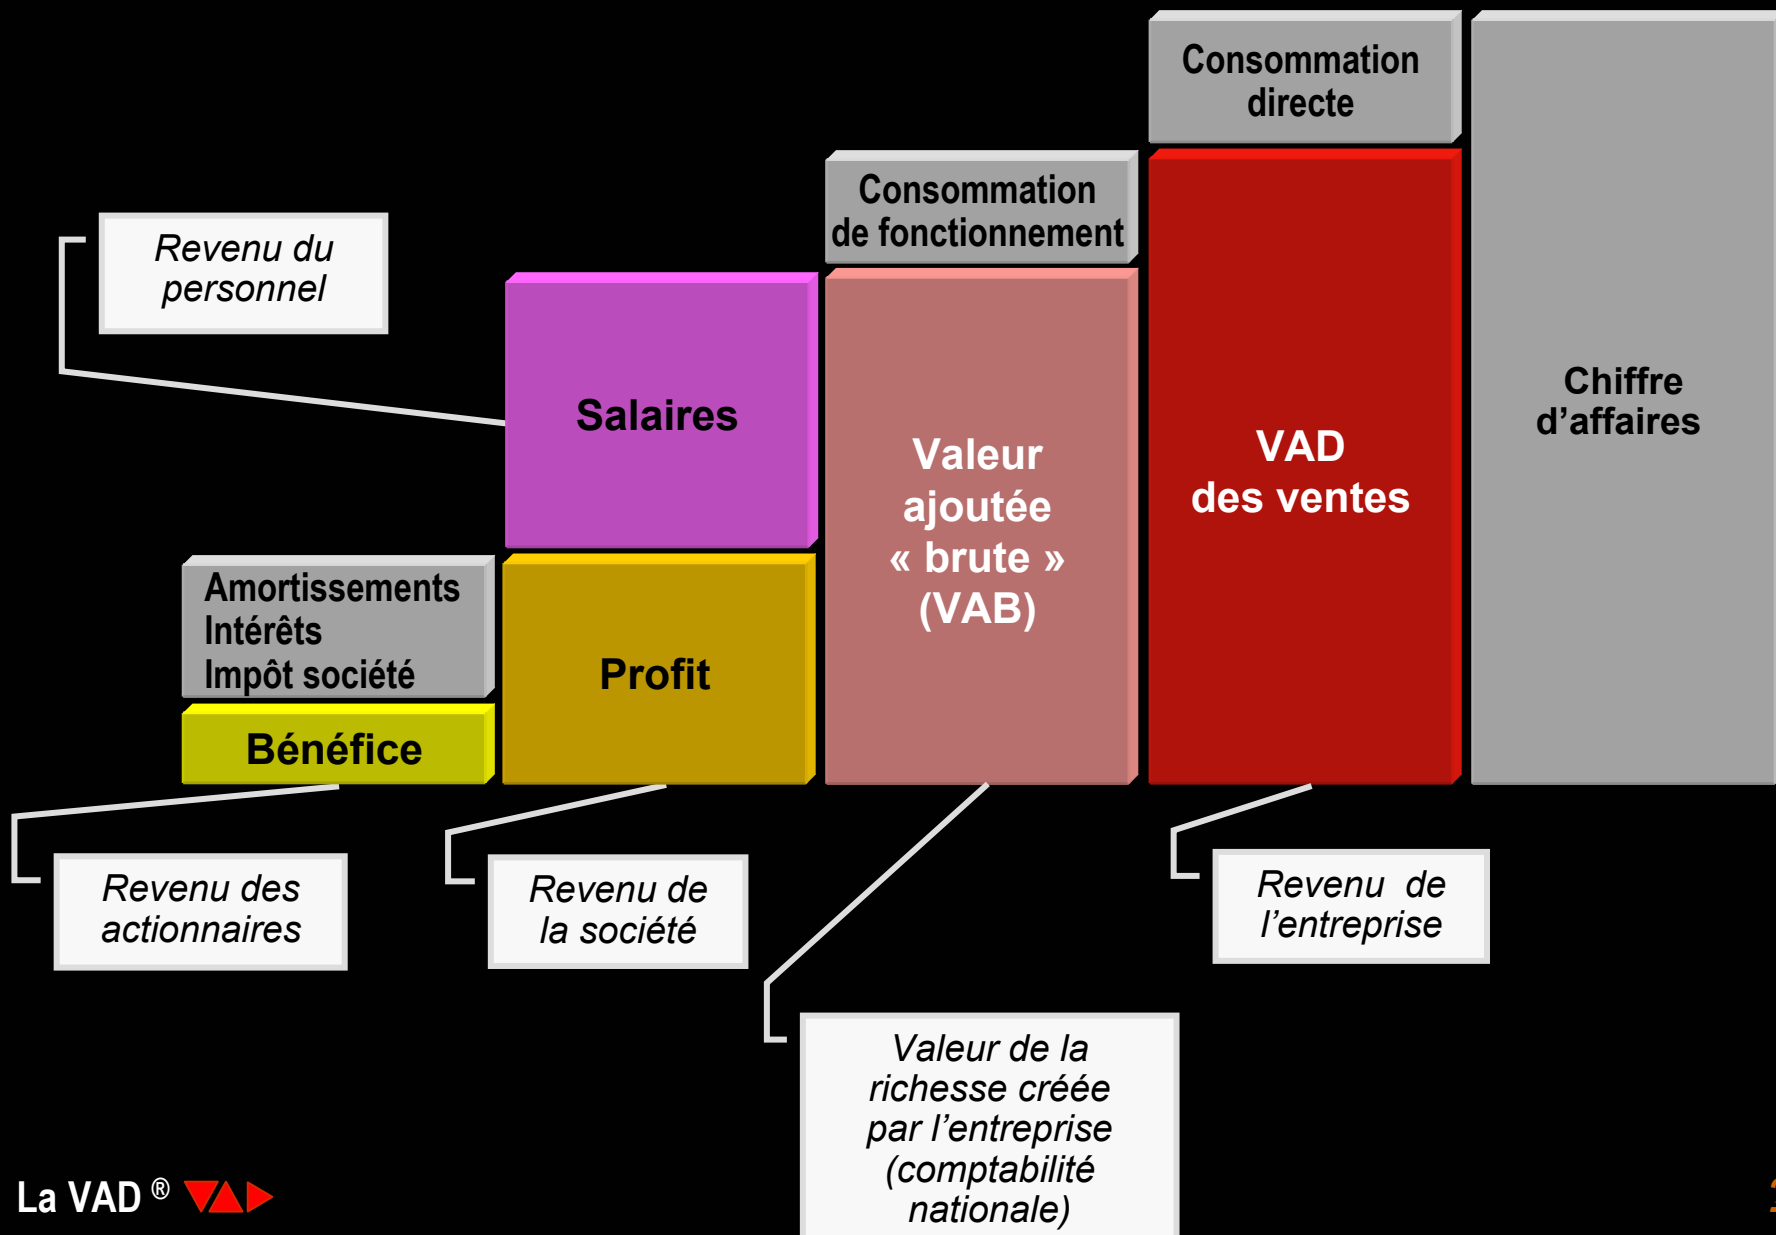 Consommation
directe
Consommation
de fonctionnement
Revenu du
personnel
Salaires
Valeur
ajoutée
« brute »
(VAB)
VAD
des ventes
Chiffre
d’affaires
Amortissements
Intérêts
Impôt société
Profit
Bénéfice
Revenu des
actionnaires
Revenu de
la société
Revenu de
l’entreprise
Valeur de la
richesse créée
par l’entreprise
(comptabilité
nationale)
La VAD ®